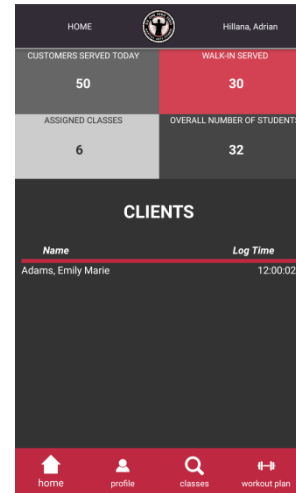 HOME
Hillana, Adrian
CUSTOMERS SERVED TODAY
WALK-IN SERVED
50
30
ASSIGNED CLASSES
OVERALL NUMBER OF STUDENTS
6
32
CLIENTS
Name
Log Time
Adams, Emily Marie
12:00:02
home
profile
classes
workout plan